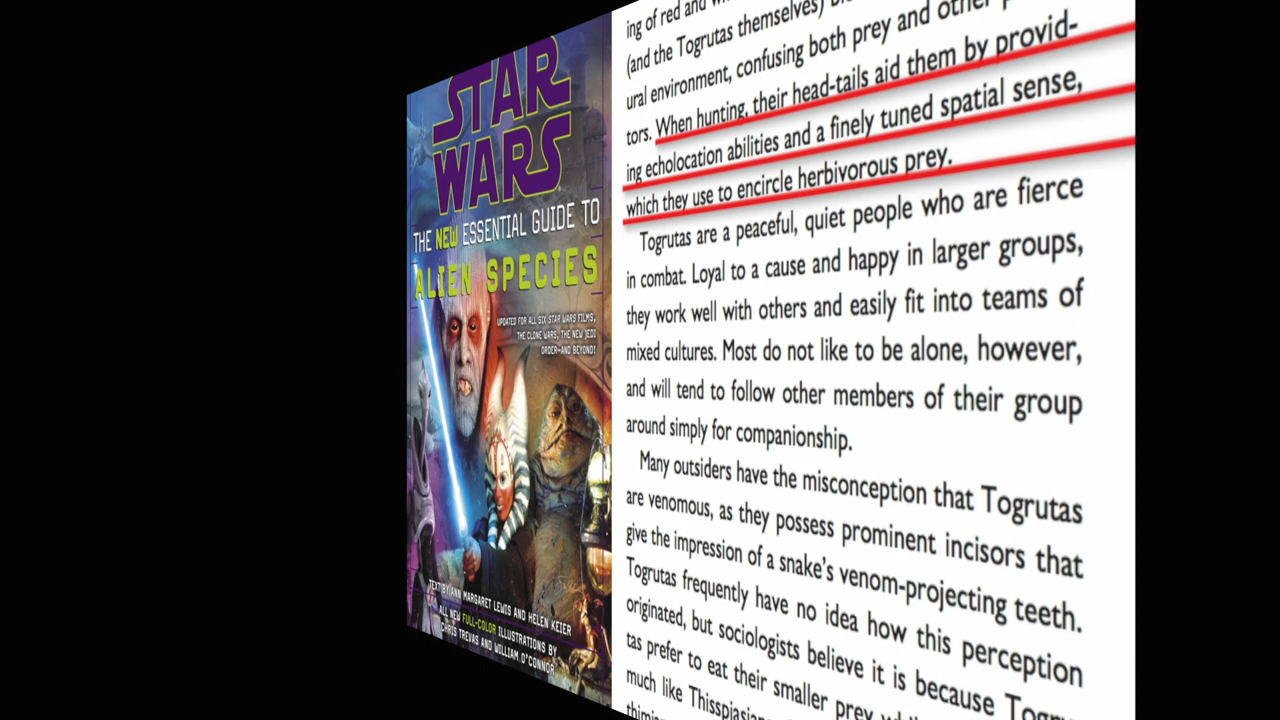 STAR
WARS
THE NEW ESSENTIAL GUIDE TO
ALIEN SPECIES
UPDATED FOR ALL SIX STAR WARS FILMS,
THE CLONE WARS, THE NEW JEDI
ORDER—AND BEYOND!
TEXT BY ANN MARGARET LEWIS AND HELEN KEIER
ALL NEW FULL-COLOR ILLUSTRATIONS BY
CHRIS TREVAS AND WILLIAM O'CONNOR
ing of red and
(and the Togrutas themselves)
ural environment, confusing both prey and other
tors. When hunting, their head-tails aid them by provid-
ing echolocation abilities and a finely tuned spatial sense,
which they use to encircle herbivorous prey.
Togrutas are a peaceful, quiet people who are fierce
in combat. Loyal to a cause and happy in larger groups,
they work well with others and easily fit into teams of
mixed cultures. Most do not like to be alone, however,
and will tend to follow other members of their group
around simply for companionship.
Many outsiders have the misconception that Togrutas
are venomous, as they possess prominent incisors that
give the impression of a snake's venom-projecting teeth.
Togrutas frequently have no idea how this perception
originated, but sociologists believe it is because Togru-
tas prefer to eat their smaller prey
much like